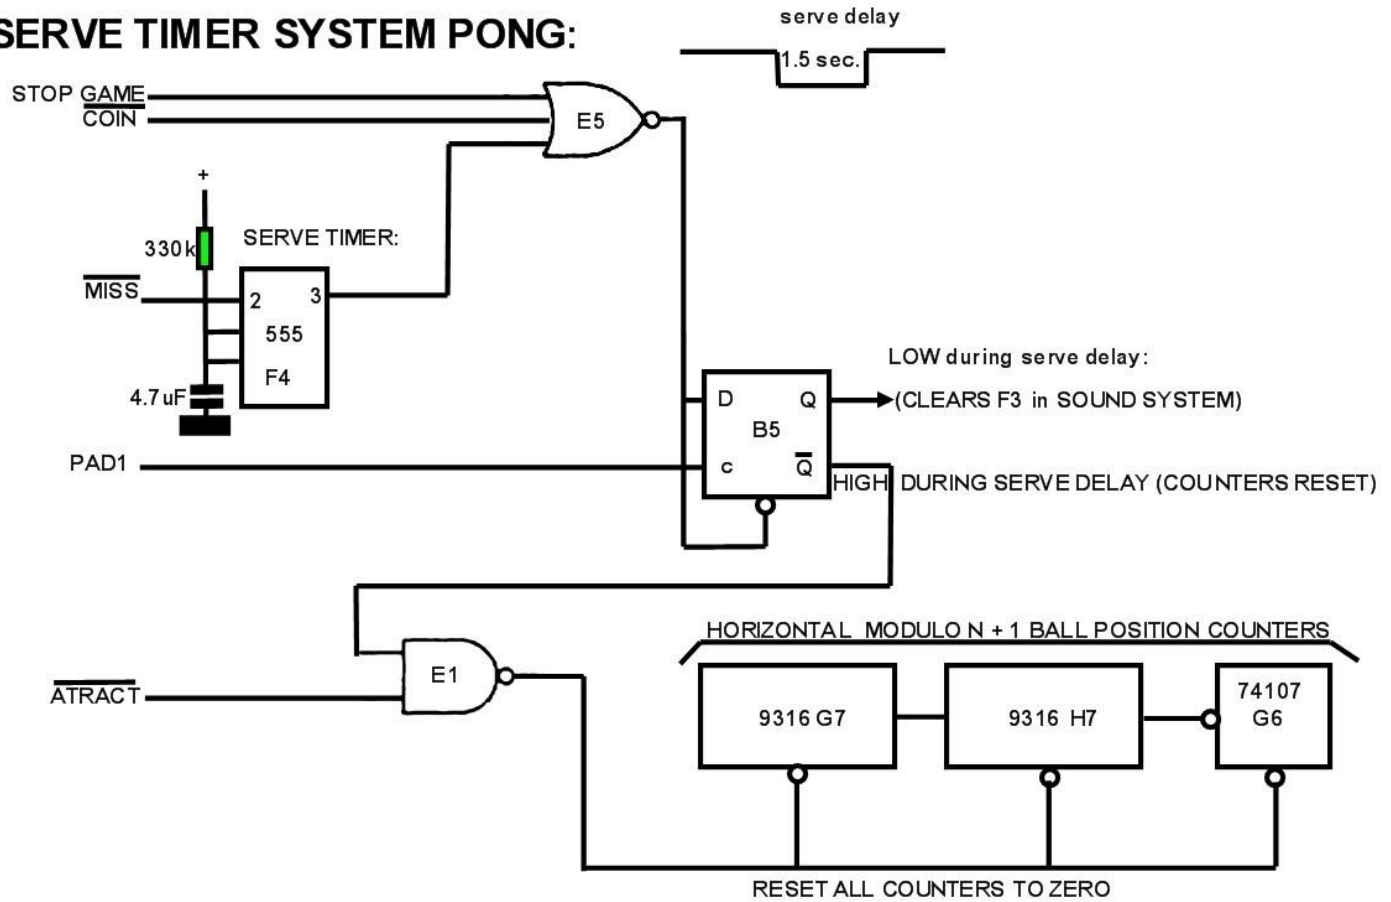 SERVE TIMER SYSTEM PONG:
serve delay
1.5 sec.
STOP GAME
COIN
E5
+
330k
SERVE TIMER:
MISS
2
3
555
F4
4.7uF
LOW during serve delay:
D
Q
(CLEARS F3 in SOUND SYSTEM)
B5
PAD1
c
Q
HIGH DURING SERVE DELAY (COUNTERS RESET)
HORIZONTAL MODULO N + 1 BALL POSITION COUNTERS
E1
ATRACT
9316 G7
9316 H7
74107
G6
RESET ALL COUNTERS TO ZERO